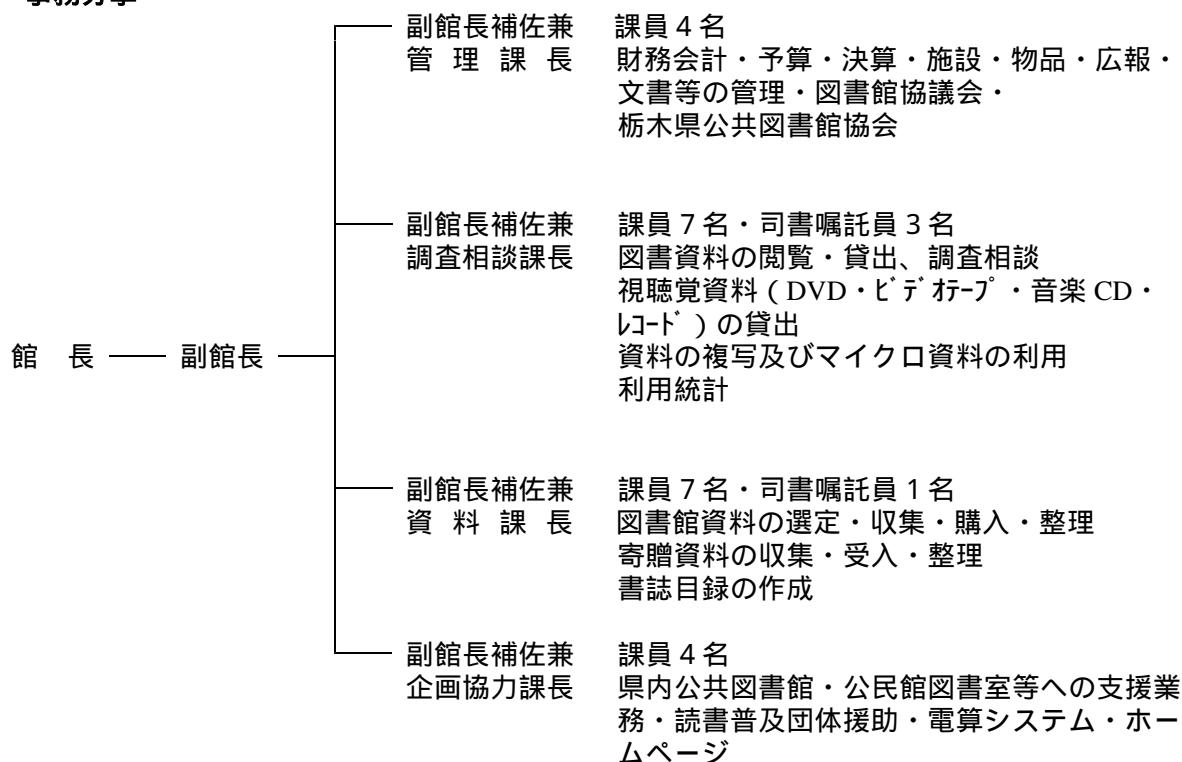 副館長補佐兼 課員4名
管理課長 財務会計・予算・決算・施設・物品・広報・
文書等の管理・図書館協議会・
栃木県公共図書館協会
副館長補佐兼 課員7名・司書嘱託員3名
調査相談課長 図書資料の閲覧・貸出、調査相談
視聴覚資料(DVD・ビデオテープ・音楽CD・
レコード)の貸出
館 長 副館長 資料の複写及びマイクロ資料の利用
利用統計
副館長補佐兼 課員7名・司書嘱託員1名
資料課長 図書館資料の選定・収集・購入・整理
寄贈資料の収集・受入・整理
書誌目録の作成
副館長補佐兼 課員4名
企画協力課長 県内公共図書館・公民館図書室等への支援業
務・読書普及団体援助・電算システム・ホー
ムページ